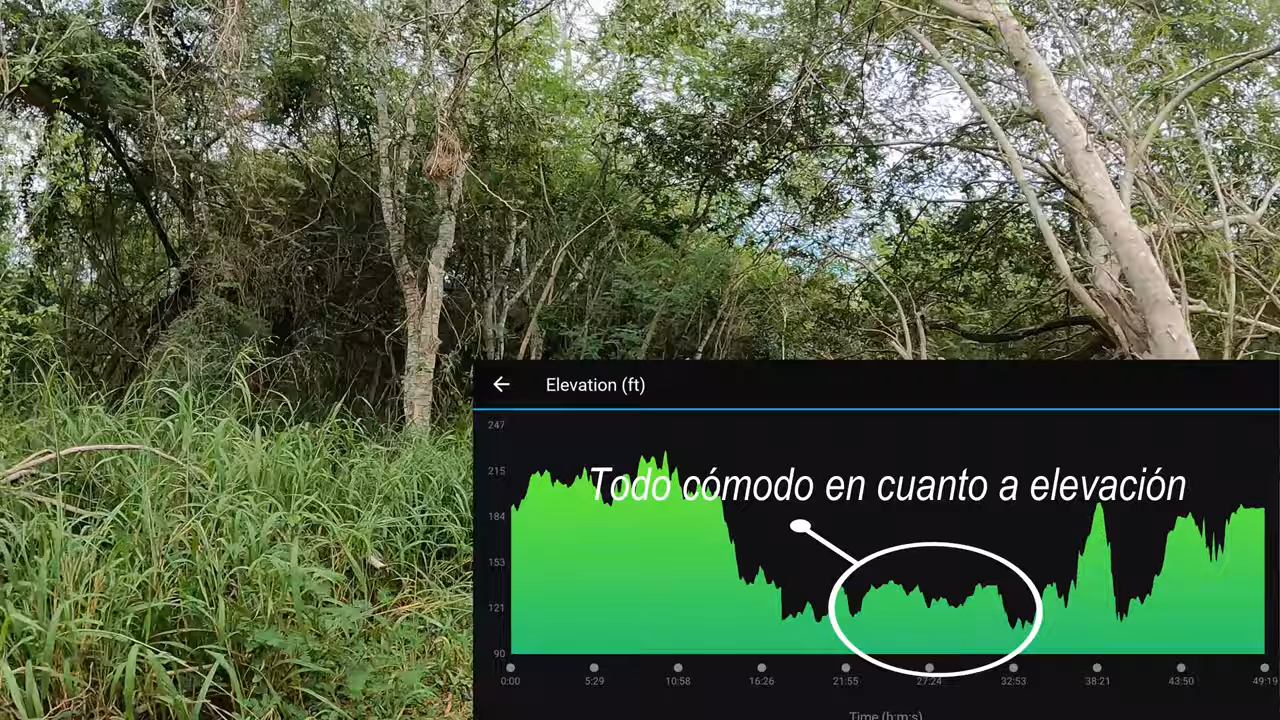 Elevation (ft)
247
215
Todo cómodo en cuanto a elevación
184
153
121
90
0:00 5:29 10:58 16:26 21:55 27:24 32:53 38:21 43:50 49:19
Time (h:m:s)